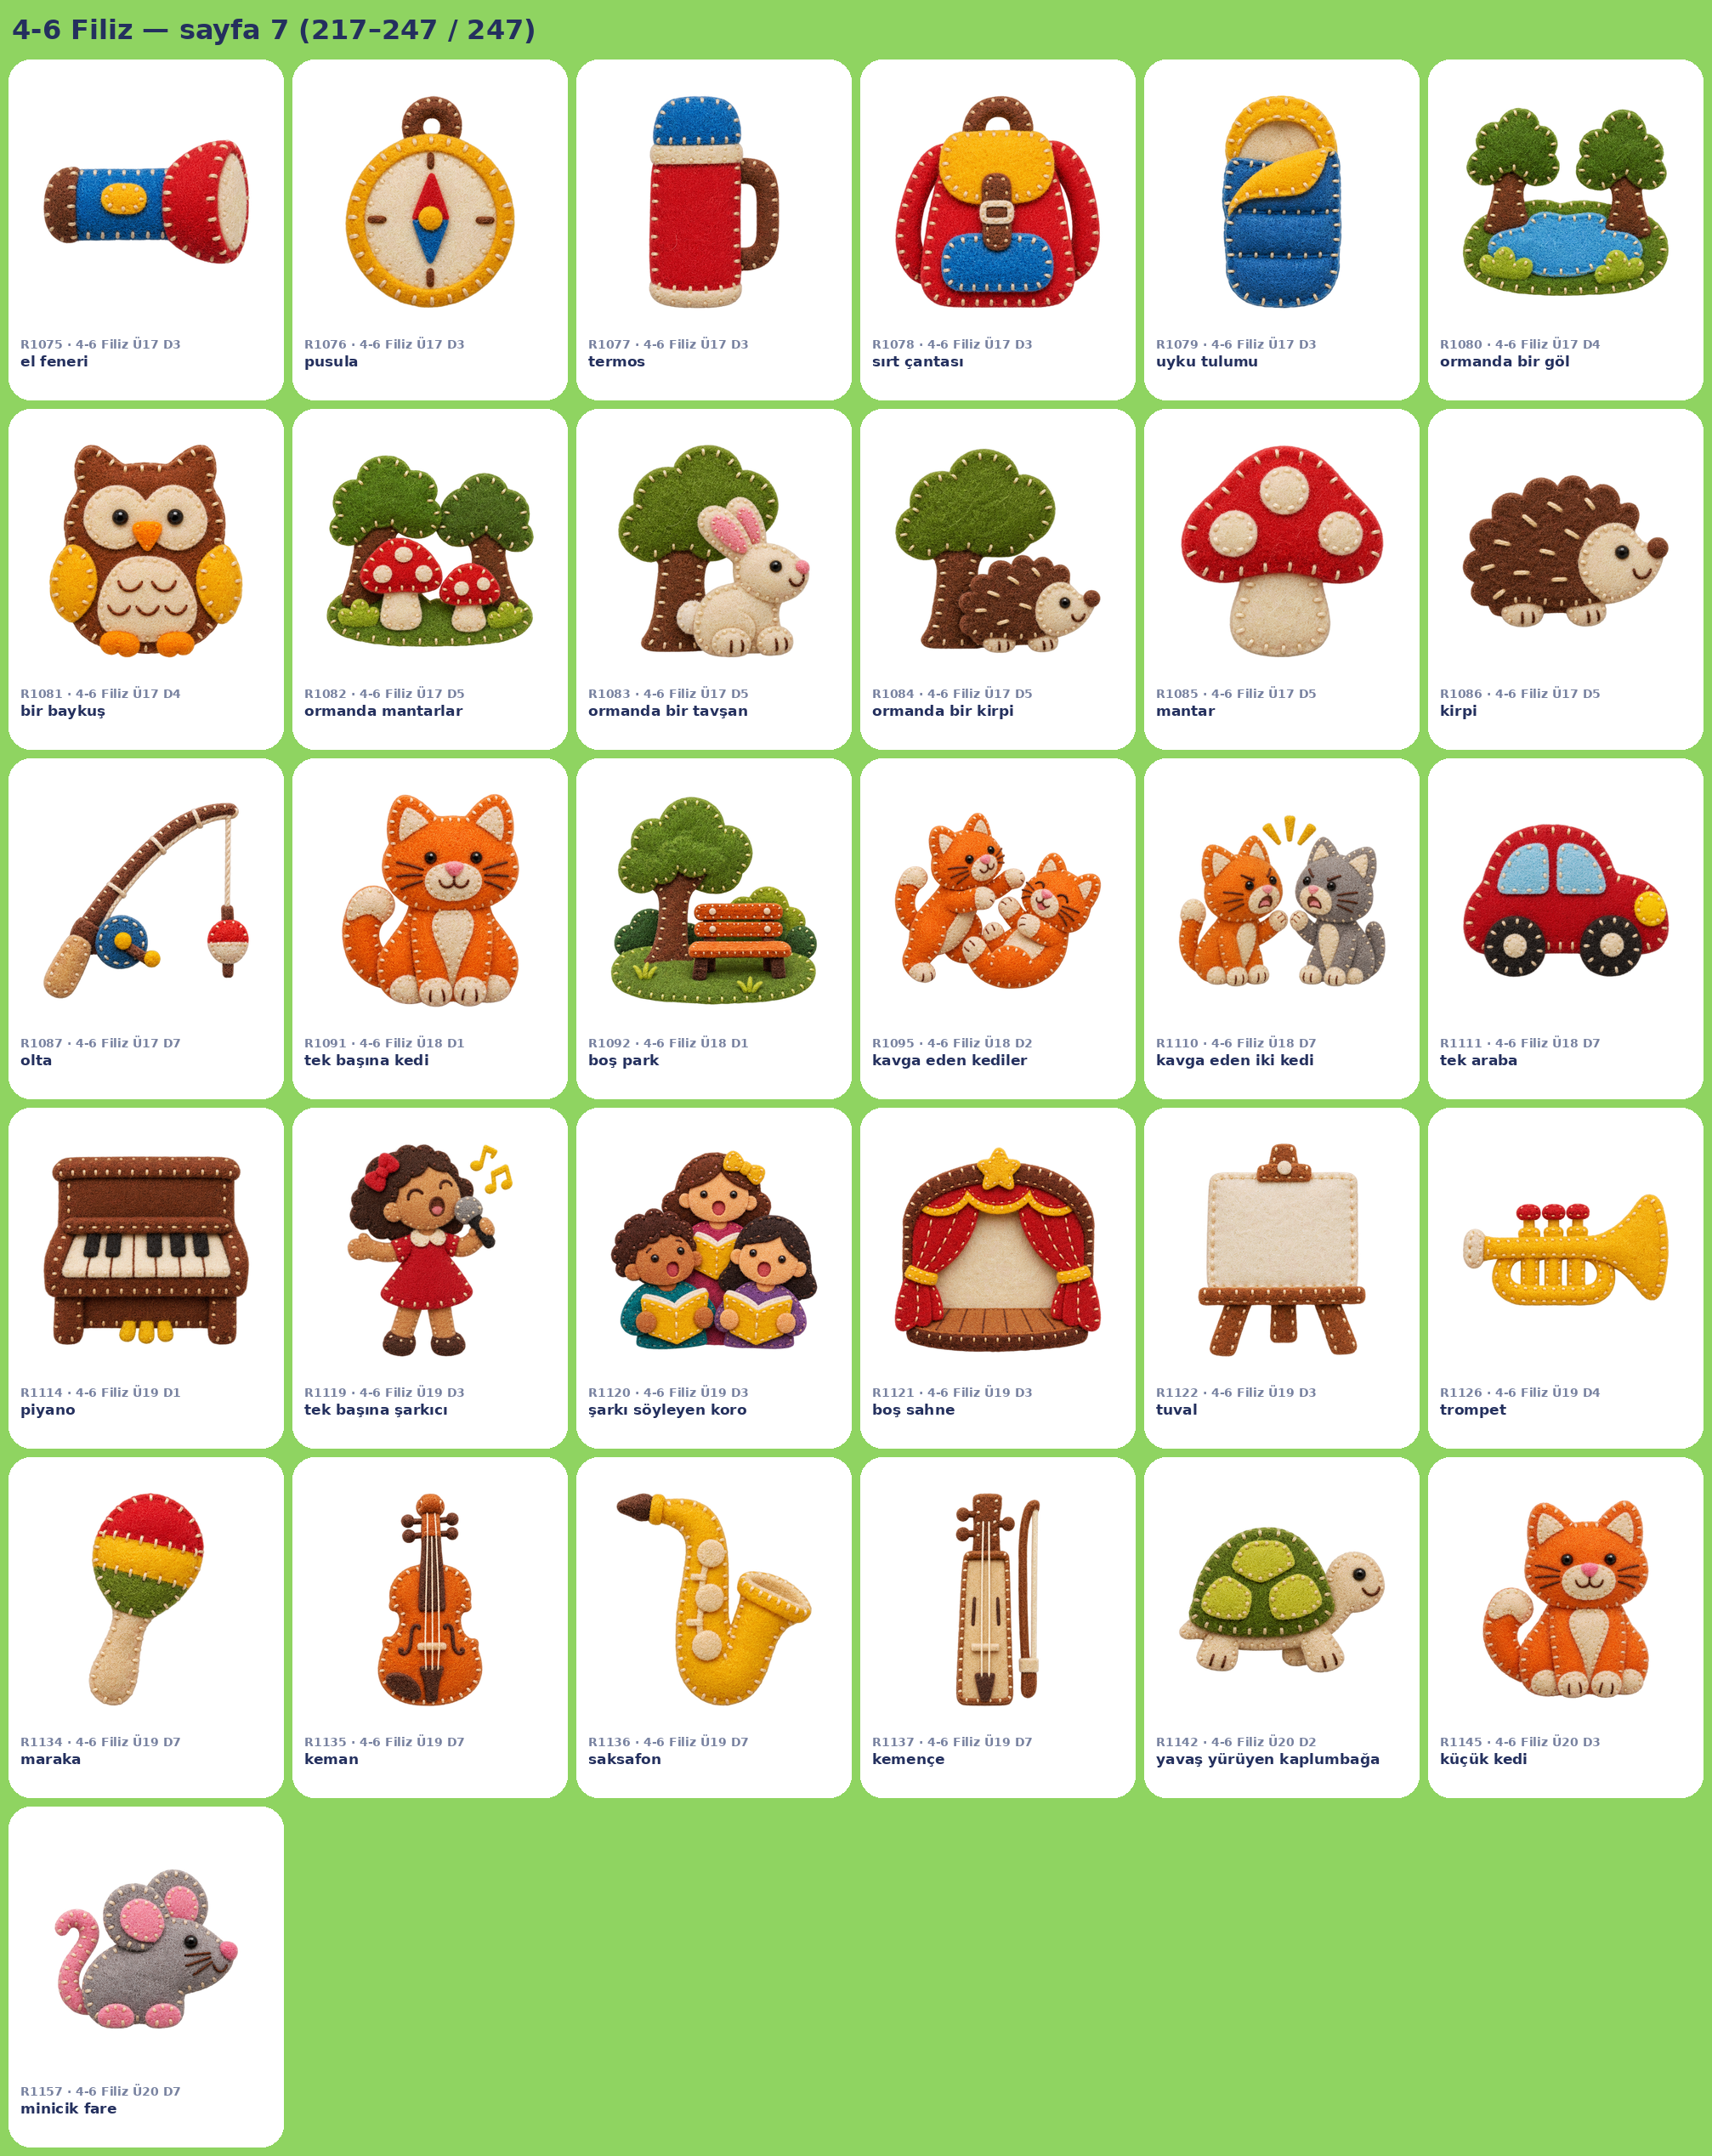 4-6 Filiz — sayfa 7 (217–247 / 247)
R1075 · 4-6 Filiz Ü17 D3
el feneri
R1076 · 4-6 Filiz Ü17 D3
pusula
R1077 · 4-6 Filiz Ü17 D3
termos
R1078 · 4-6 Filiz Ü17 D3
sırt çantası
R1079 · 4-6 Filiz Ü17 D3
uyku tulumu
R1080 · 4-6 Filiz Ü17 D4
ormanda bir göl
R1081 · 4-6 Filiz Ü17 D4
bir baykuş
R1082 · 4-6 Filiz Ü17 D5
ormanda mantarlar
R1083 · 4-6 Filiz Ü17 D5
ormanda bir tavşan
R1084 · 4-6 Filiz Ü17 D5
ormanda bir kirpi
R1085 · 4-6 Filiz Ü17 D5
mantar
R1086 · 4-6 Filiz Ü17 D5
kirpi
R1087 · 4-6 Filiz Ü17 D7
olta
R1091 · 4-6 Filiz Ü18 D1
tek başına kedi
R1092 · 4-6 Filiz Ü18 D1
boş park
R1095 · 4-6 Filiz Ü18 D2
kavga eden kediler
R1110 · 4-6 Filiz Ü18 D7
kavga eden iki kedi
R1111 · 4-6 Filiz Ü18 D7
tek araba
R1114 · 4-6 Filiz Ü19 D1
piyano
R1119 · 4-6 Filiz Ü19 D3
tek başına şarkıcı
R1120 · 4-6 Filiz Ü19 D3
şarkı söyleyen koro
R1121 · 4-6 Filiz Ü19 D3
boş sahne
R1122 · 4-6 Filiz Ü19 D3
tuval
R1126 · 4-6 Filiz Ü19 D4
trompet
R1134 · 4-6 Filiz Ü19 D7
maraka
R1135 · 4-6 Filiz Ü19 D7
keman
R1136 · 4-6 Filiz Ü19 D7
saksafon
R1137 · 4-6 Filiz Ü19 D7
kemençe
R1142 · 4-6 Filiz Ü20 D2
yavaş yürüyen kaplumbağa
R1145 · 4-6 Filiz Ü20 D3
küçük kedi
R1157 · 4-6 Filiz Ü20 D7
minicik fare